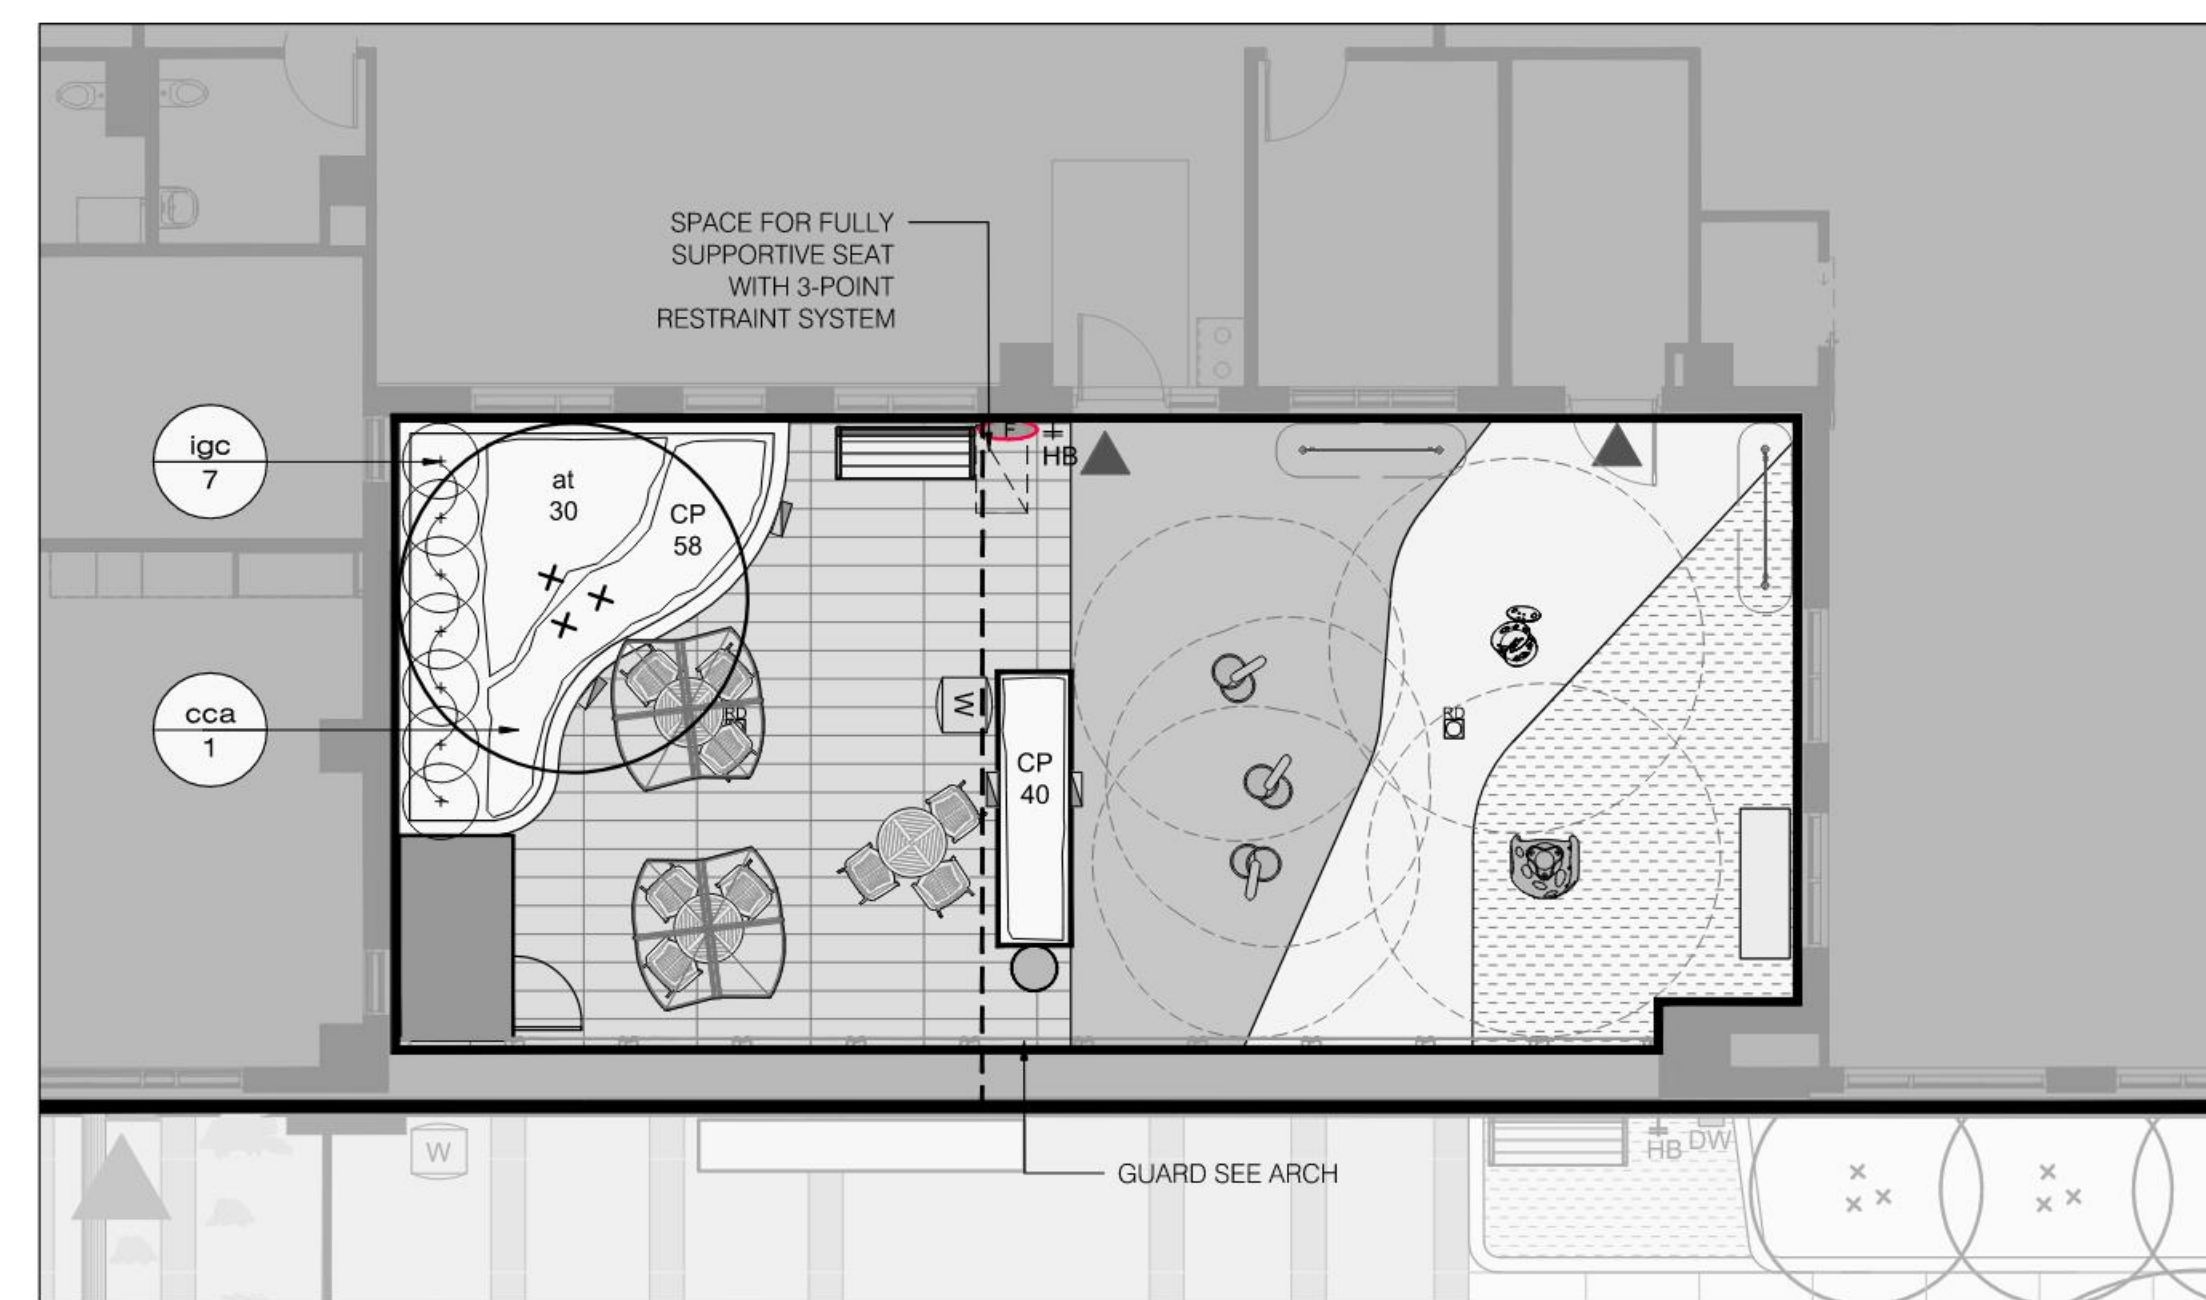 SPACE FOR FULLY
SUPPORTIVE SEAT
WITH 3-POINT
RESTRAINT SYSTEM
igc
7
at
30
CP
58
F
HB
cca
1
RD
W
CP
40
RD
W
GUARD SEE ARCH
HB
DW